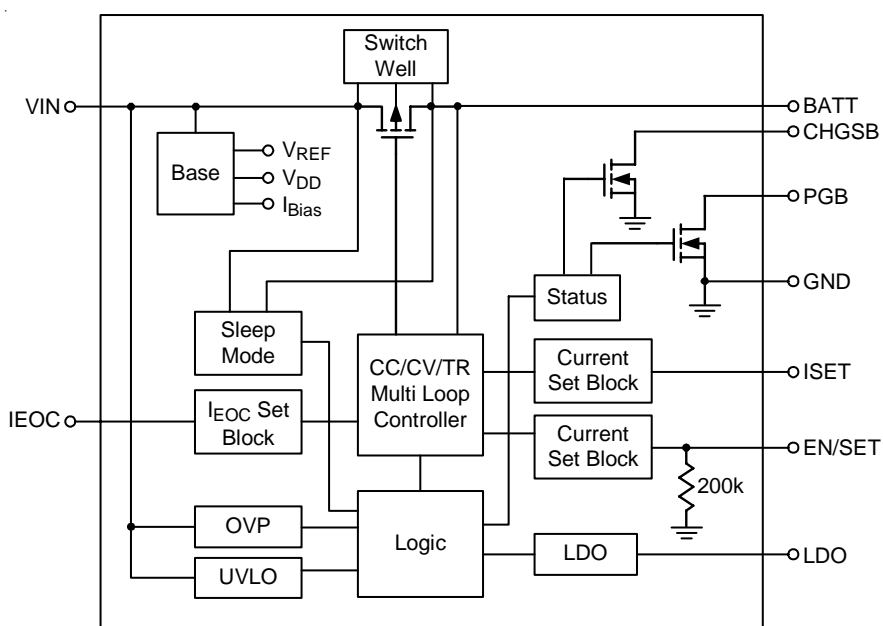 Switch
Well
VIN
BATT
CHGSB
Base
VREF
VDD
IBias
PGB
GND
Status
Sleep
Mode
CC/CV/TR
Multi Loop
Controller
Current
Set Block
ISET
IEOC
IEOC Set
Block
Current
Set Block
EN/SET
200k
OVP
Logic
LDO
LDO
UVLO